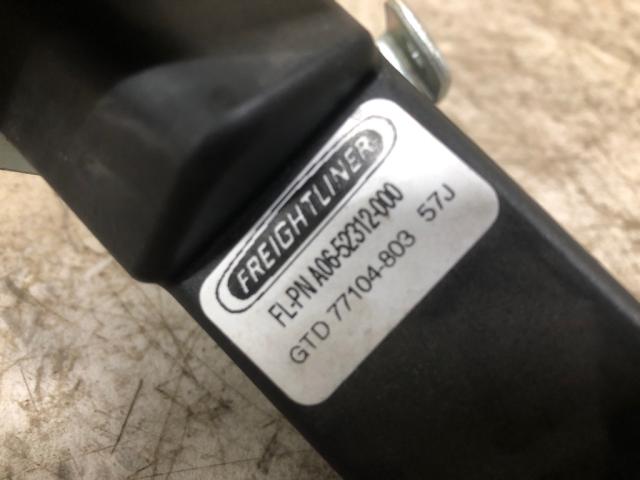 FREIGHTLINER
FL-PN A06-52312-000
GTD 77104-803 57J